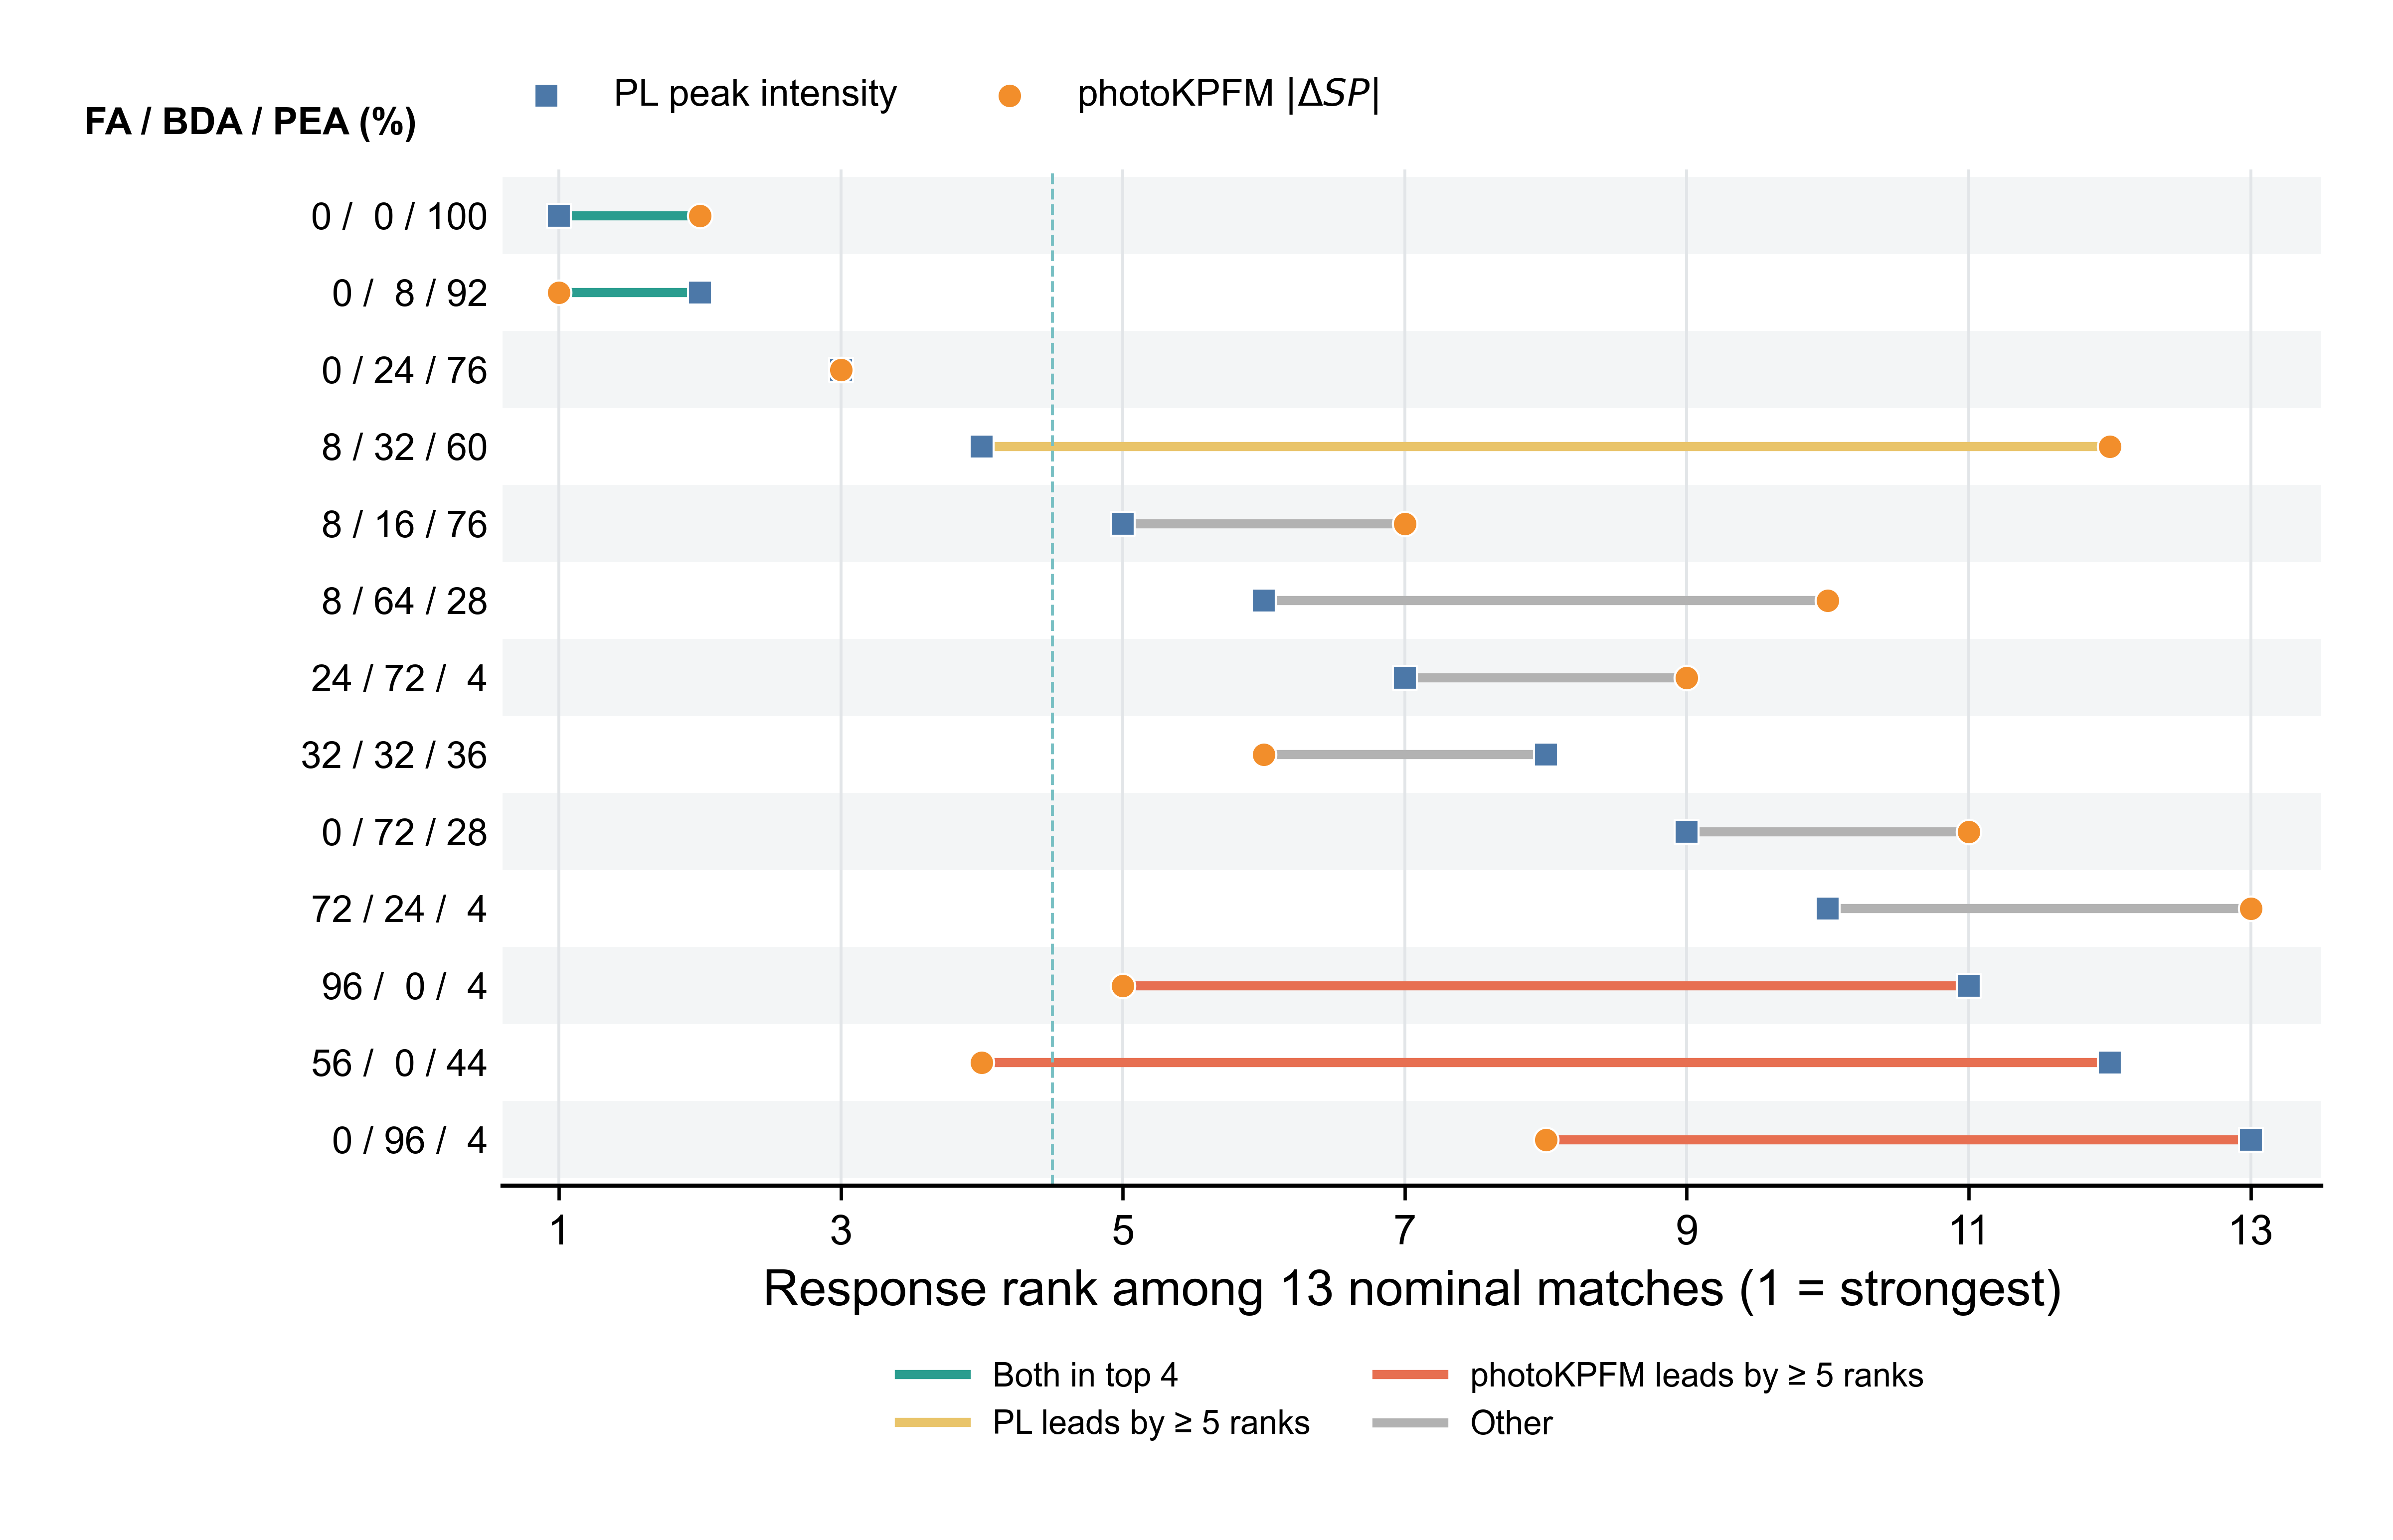 PL peak intensity photoKPFM |ΔSP|
FA / BDA / PEA (%)
0 / 0 / 100
0 / 8 / 92
0 / 24 / 76
8 / 32 / 60
8 / 16 / 76
8 / 64 / 28
24 / 72 / 4
32 / 32 / 36
0 / 72 / 28
72 / 24 / 4
96 / 0 / 4
56 / 0 / 44
0 / 96 / 4
1 3 5 7 9 11 13
Response rank among 13 nominal matches (1 = strongest)
Both in top 4 photoKPFM leads by ≥ 5 ranks
PL leads by ≥ 5 ranks Other